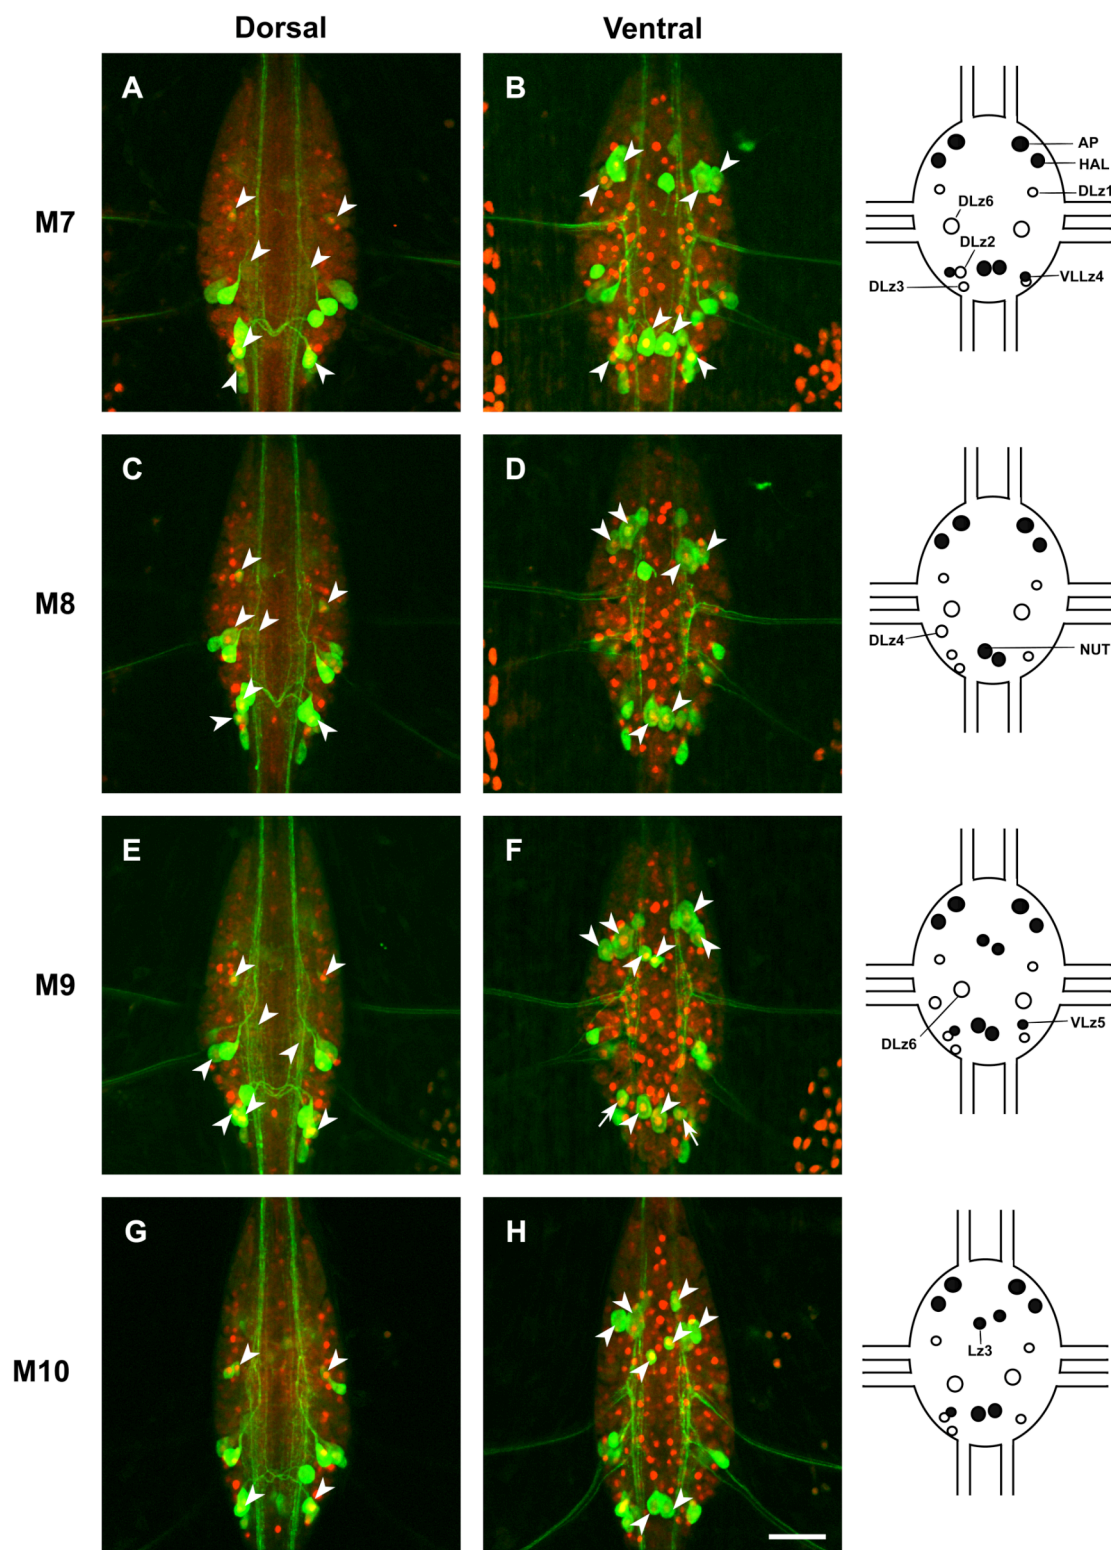 Dorsal Ventral
A B
M7
AP
HAL
DLz1
DLz6
DLz2
DLz3 VLLz4
C D
M8
DLz4 NUT
E F
M9
VLz5
DLz6
G H
M10
Lz3